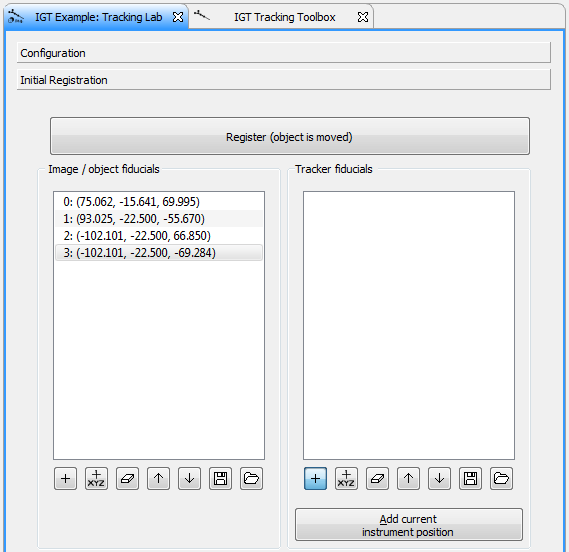 IGT Example: Tracking Lab
IGT Tracking Toolbox
Configuration
Initial Registration
Register (object is moved)
Image / object fiducials
Tracker fiducials
0: (75.062, -15.641, 69.995)
1: (93.025, -22.500, -55.670)
2: (-102.101, -22.500, 66.850)
3: (-102.101, -22.500, -69.284)
XYZ
XYZ
Add current
instrument position